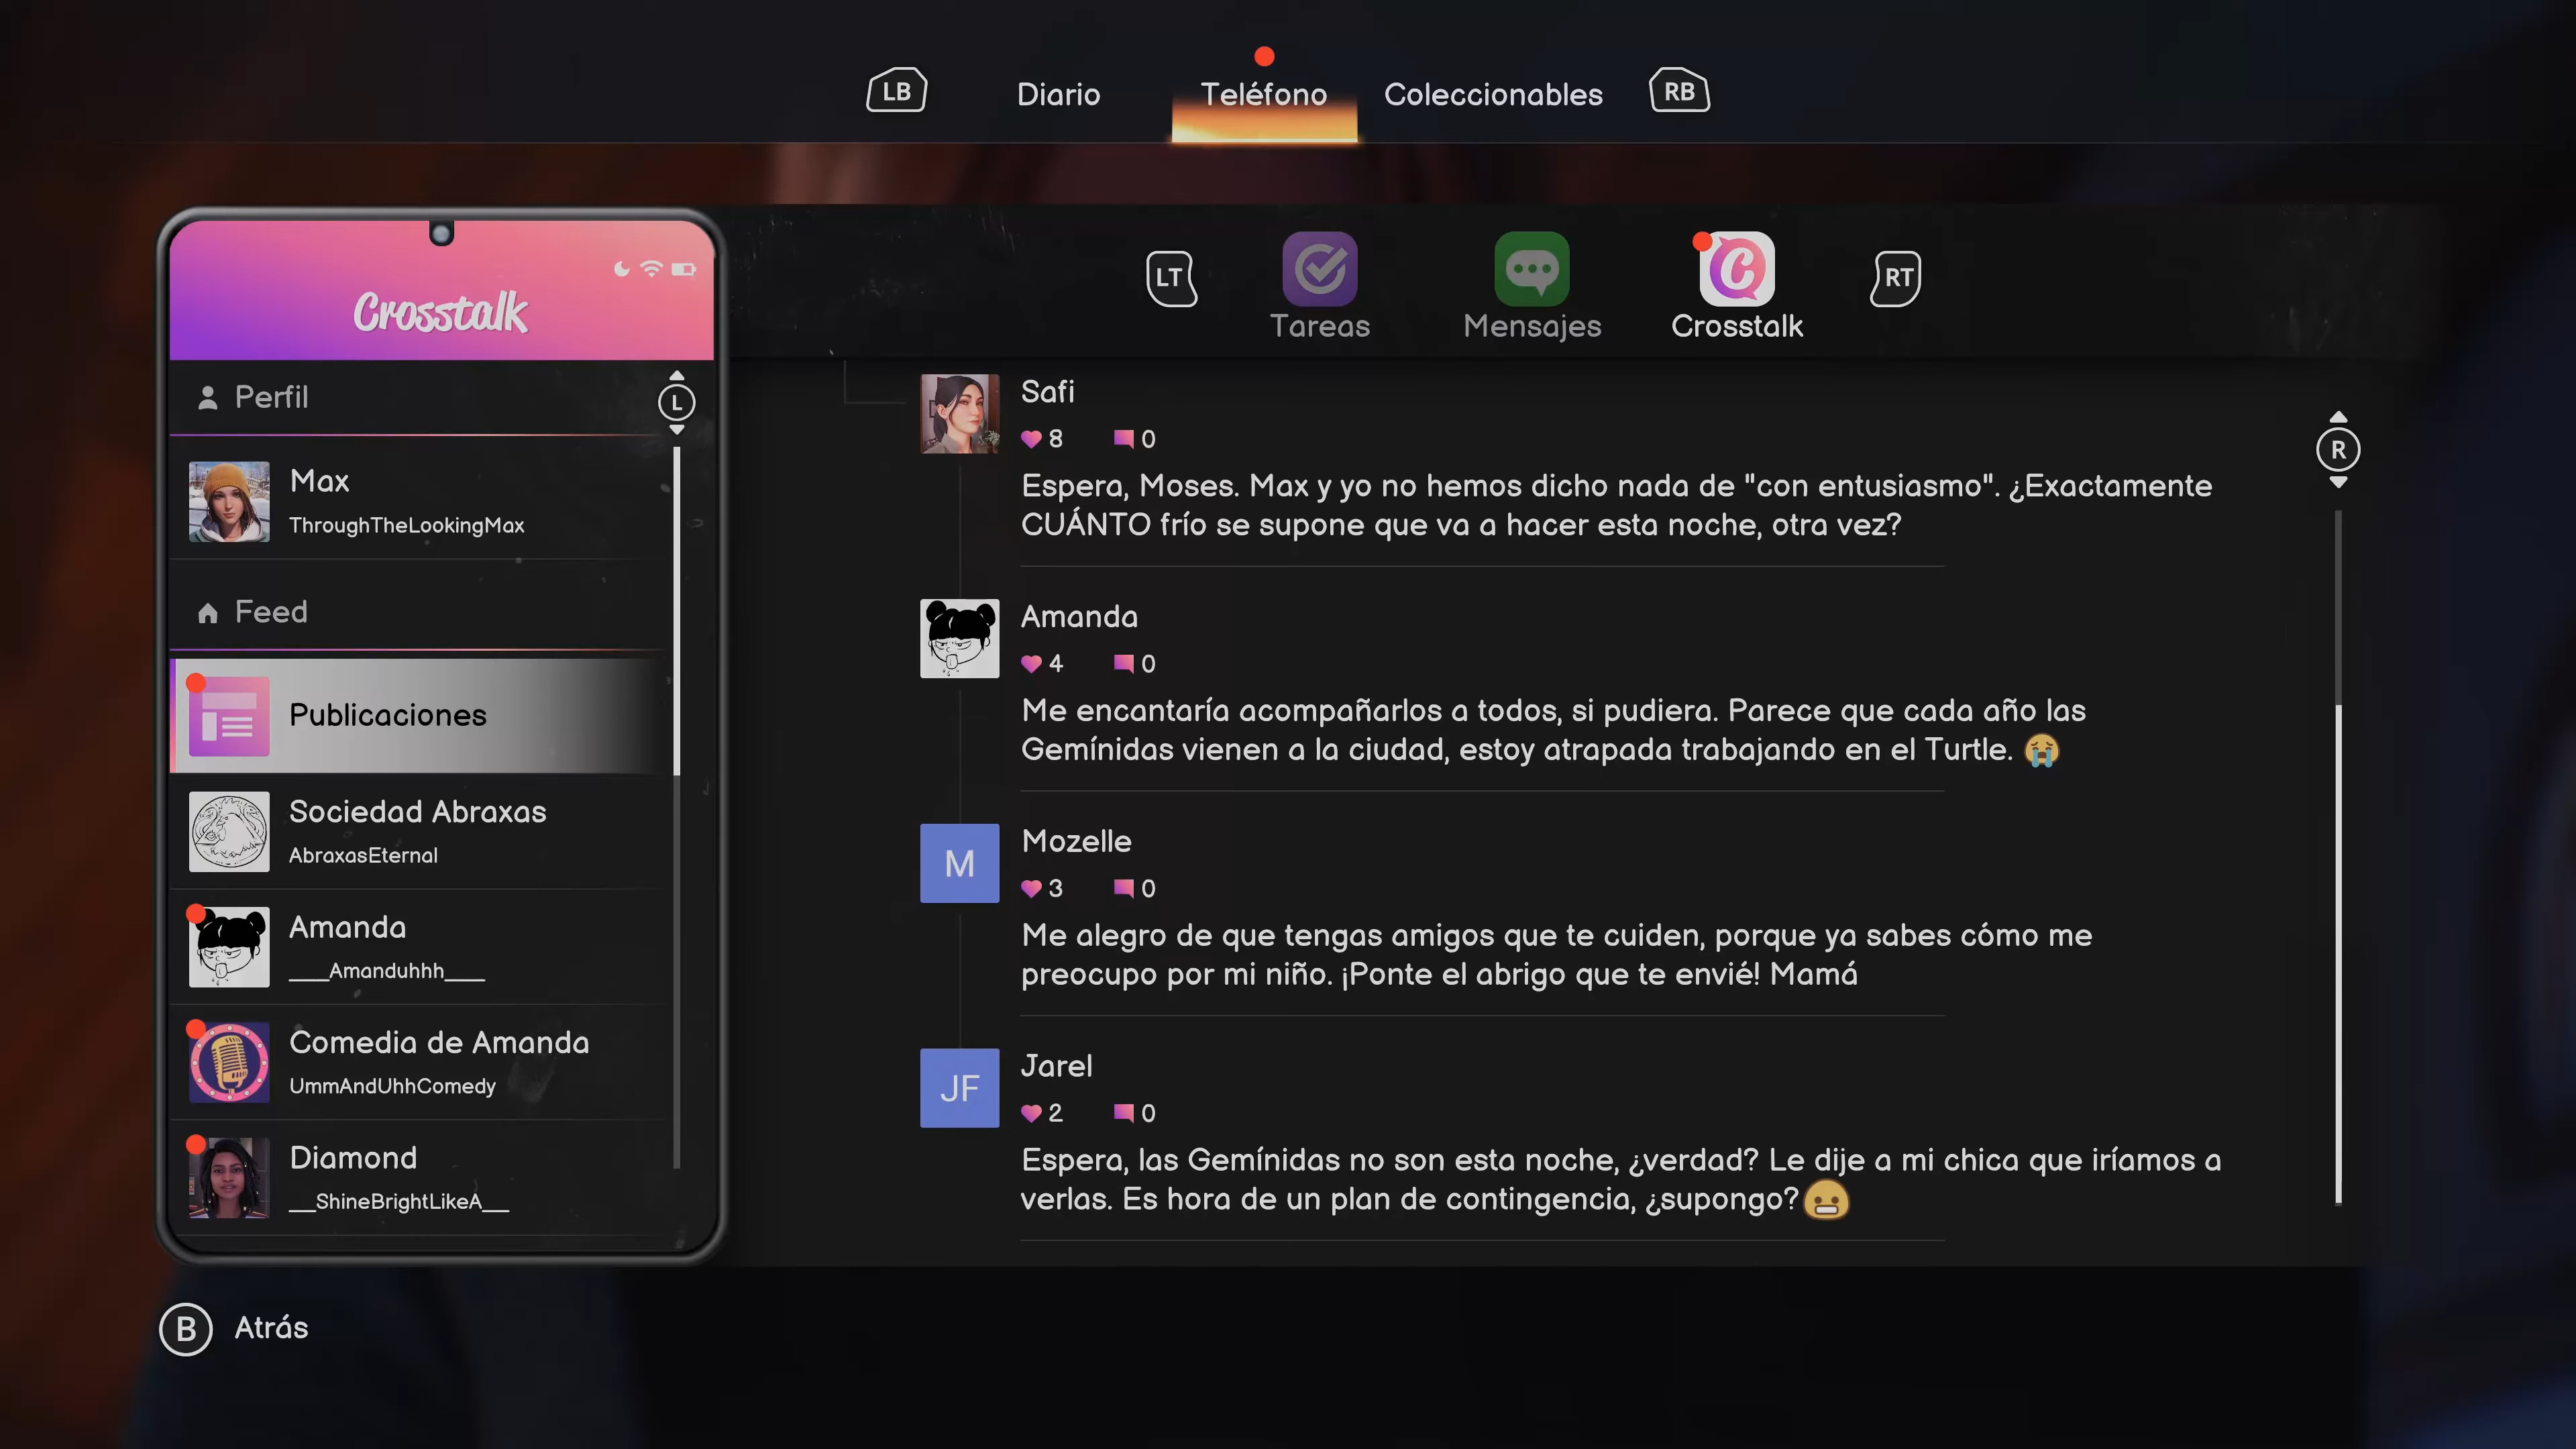 LB
Diario
Teléfono
Coleccionables
RB
Crosstalk
LT
Tareas
Mensajes
Crosstalk
RT
Perfil
L
Max
ThroughTheLookingMax
Feed
Publicaciones
Sociedad Abraxas
AbraxasEternal
Amanda
___Amanduhhh___
Comedia de Amanda
UmmAndUhhComedy
Diamond
__ShineBrightLikeA__
Safi
8 0
Espera, Moses. Max y yo no hemos dicho nada de "con entusiasmo". ¿Exactamente
CUÁNTO frío se supone que va a hacer esta noche, otra vez?
R
Amanda
4 0
Me encantaría acompañarlos a todos, si pudiera. Parece que cada año las
Gemínidas vienen a la ciudad, estoy atrapada trabajando en el Turtle. 😭
M
Mozelle
3 0
Me alegro de que tengas amigos que te cuiden, porque ya sabes cómo me
preocupo por mi niño. ¡Ponte el abrigo que te envié! Mamá
JF
Jarel
2 0
Espera, las Gemínidas no son esta noche, ¿verdad? Le dije a mi chica que iríamos a
verlas. Es hora de un plan de contingencia, ¿supongo?😬
B
Atrás